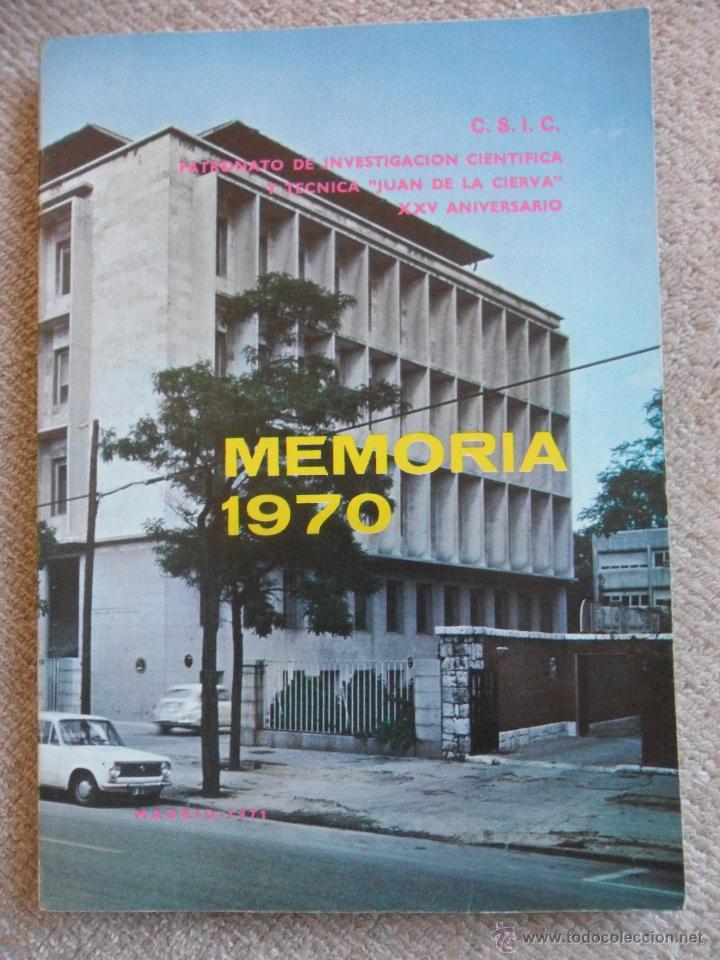 C. S. I. C.
PATRONATO DE INVESTIGACION CIENTIFICA
Y TECNICA "JUAN DE LA CIERVA"
XXV ANIVERSARIO
MEMORIA
1970
MADRID-1971
© www.todocoleccion.net